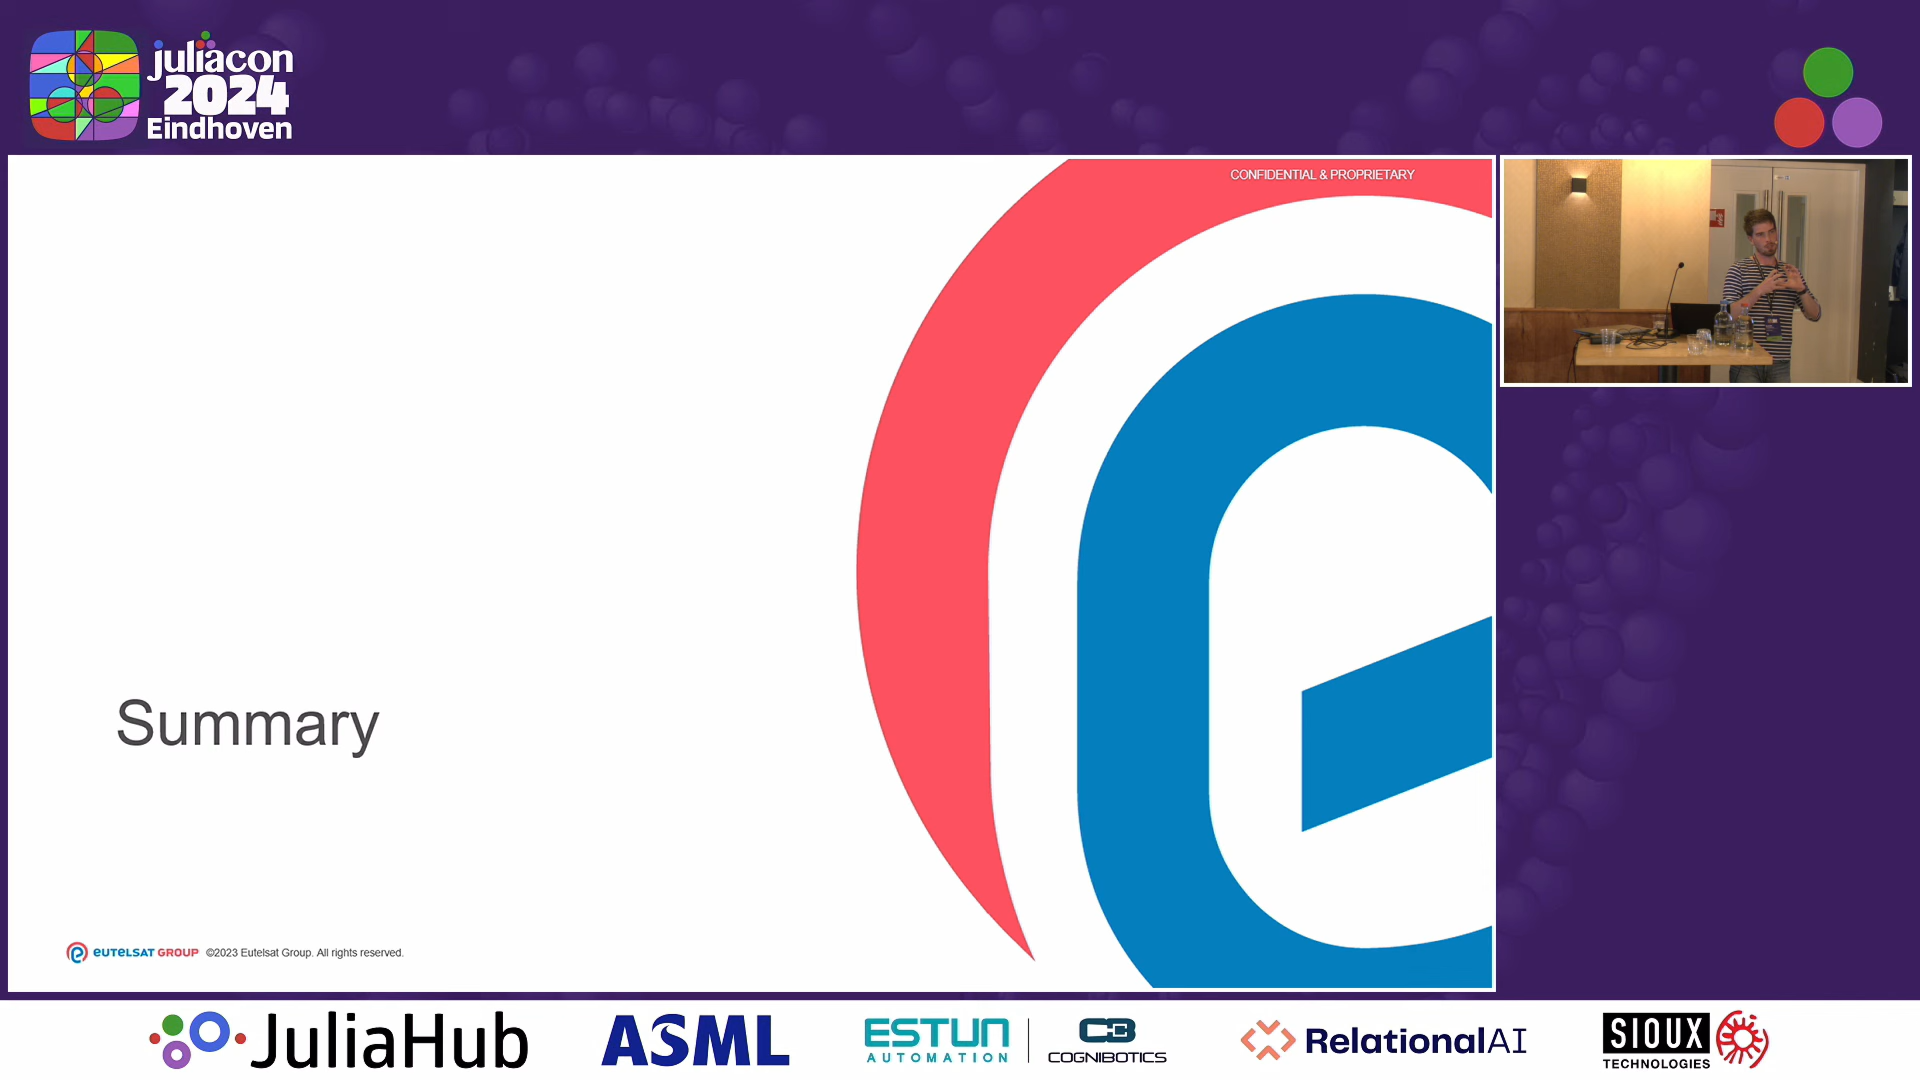 juliacon
2024
Eindhoven
CONFIDENTIAL & PROPRIETARY
Summary
eUTELSAT GROUP ©2023 Eutelsat Group. All rights reserved.
JuliaHub
ASML
ESTUN
AUTOMATION
COGNIBOTICS
RelationalAI
SIOUX
TECHNOLOGIES